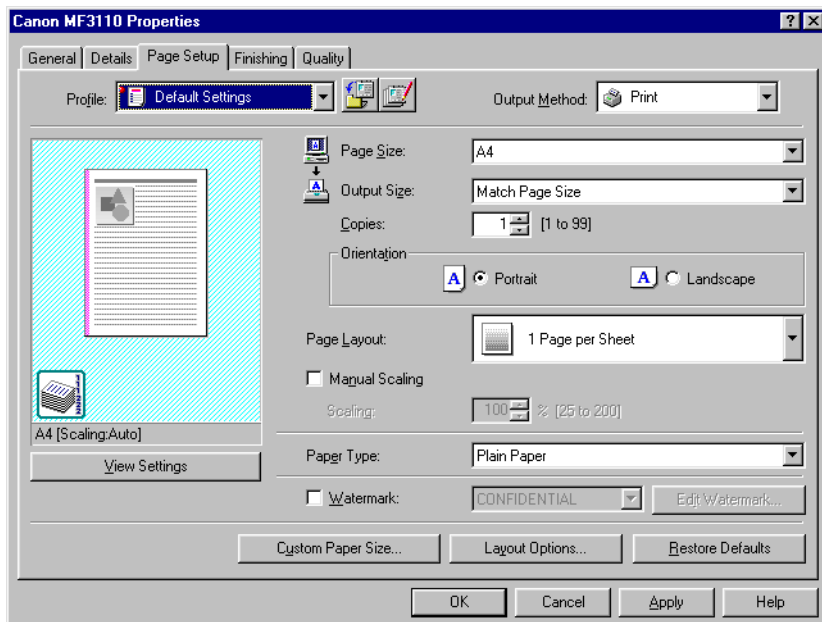 Canon MF3110 Properties
General Details Page Setup Finishing Quality
Profile: Default Settings Output Method: Print
Page Size: A4
Output Size: Match Page Size
Copies: 1 [1 to 99]
Orientation
A Portrait A Landscape
Page Layout: 1 Page per Sheet
Manual Scaling
Scaling: 100 % [25 to 200]
A4 [Scaling:Auto]
View Settings
Paper Type: Plain Paper
Watermark: CONFIDENTIAL Edit Watermark...
Custom Paper Size... Layout Options... Restore Defaults
OK Cancel Apply Help